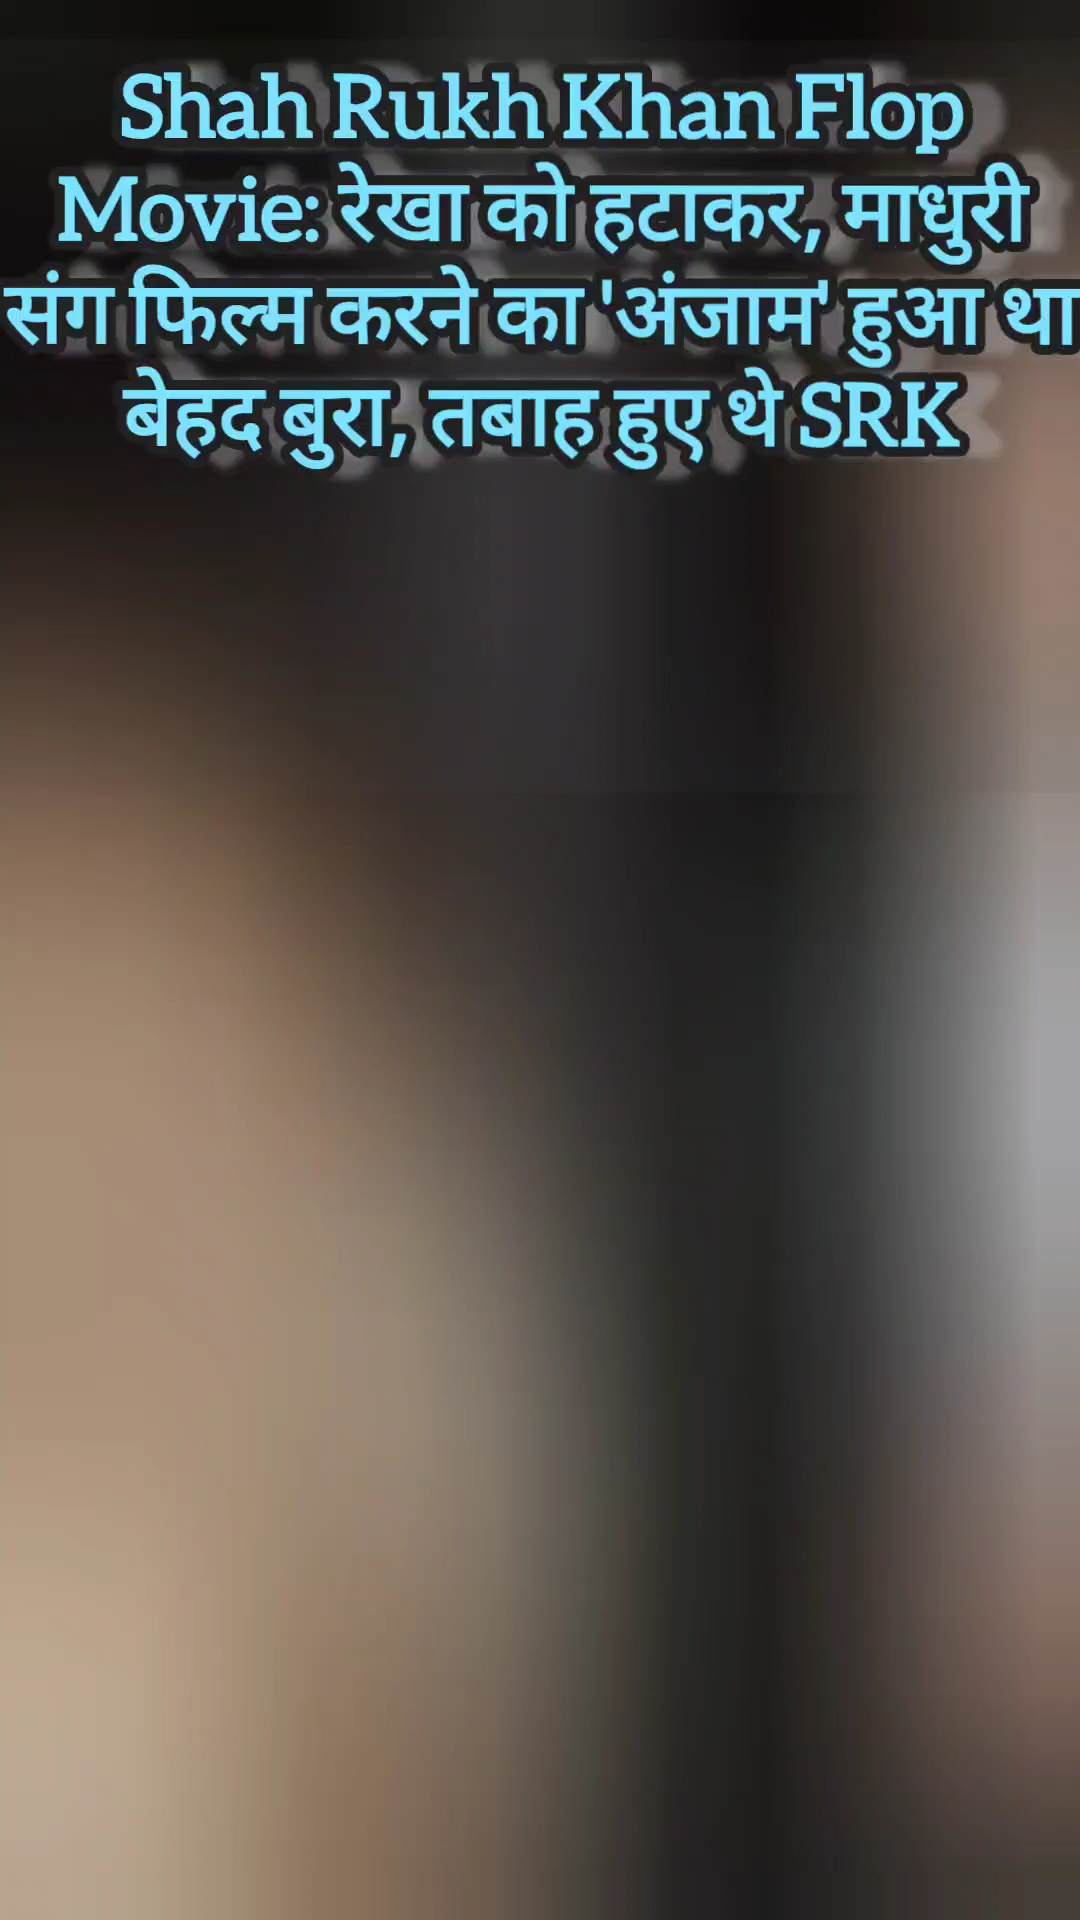 Shah Rukh Khan Flop
Movie: रेखा को हटाकर, माधुरी
संग फिल्म करने का 'अंजाम' हुआ था
बेहद बुरा, तबाह हुए थे SRK